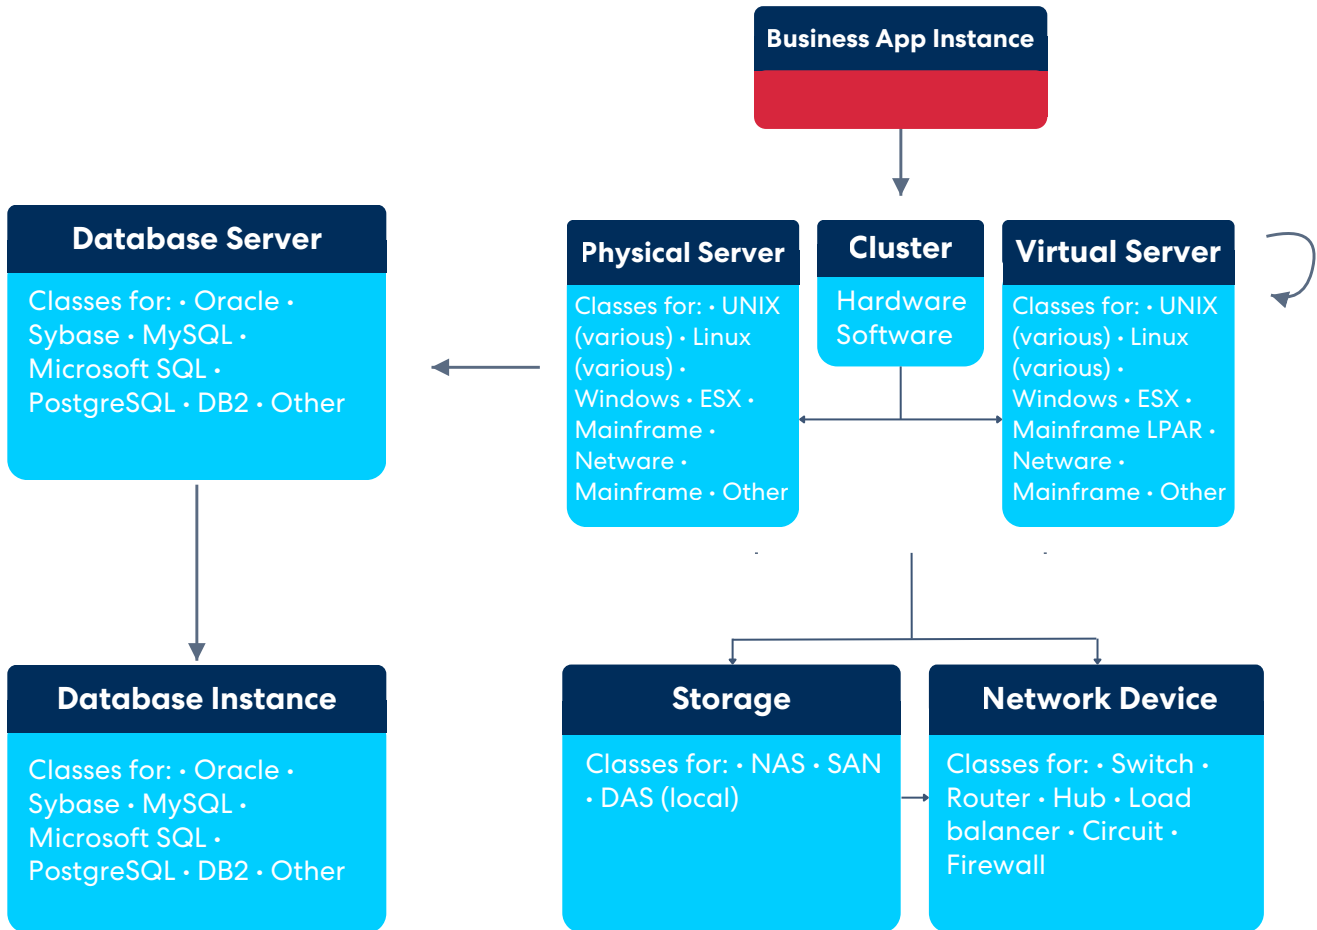 Business App Instance
Database Server
Classes for: • Oracle •
Sybase • MySQL •
Microsoft SQL •
PostgreSQL • DB2 • Other
Physical Server
Classes for: • UNIX
(various) • Linux
(various) •
Windows • ESX •
Mainframe •
Netware •
Mainframe • Other
Cluster
Hardware
Software
Virtual Server
Classes for: • UNIX
(various) • Linux
(various) •
Windows • ESX •
Mainframe LPAR •
Netware •
Mainframe • Other
Database Instance
Classes for: • Oracle •
Sybase • MySQL •
Microsoft SQL •
PostgreSQL • DB2 • Other
Storage
Classes for: • NAS • SAN
• DAS (local)
Network Device
Classes for: • Switch •
Router • Hub • Load
balancer • Circuit •
Firewall